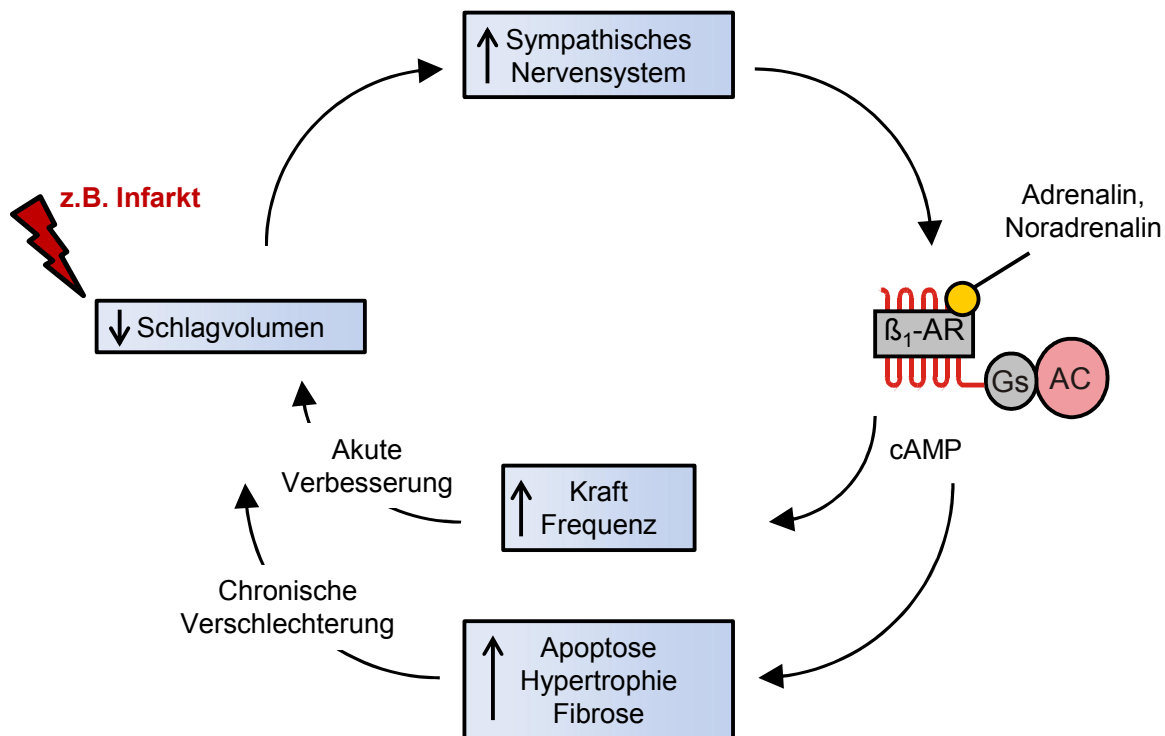 Sympathisches
Nervensystem
z.B. Infarkt
Adrenalin,
Noradrenalin
Schlagvolumen
ß₁-AR
Gs
AC
cAMP
Akute
Verbesserung
Kraft
Frequenz
Chronische
Verschlechterung
Apoptose
Hypertrophie
Fibrose